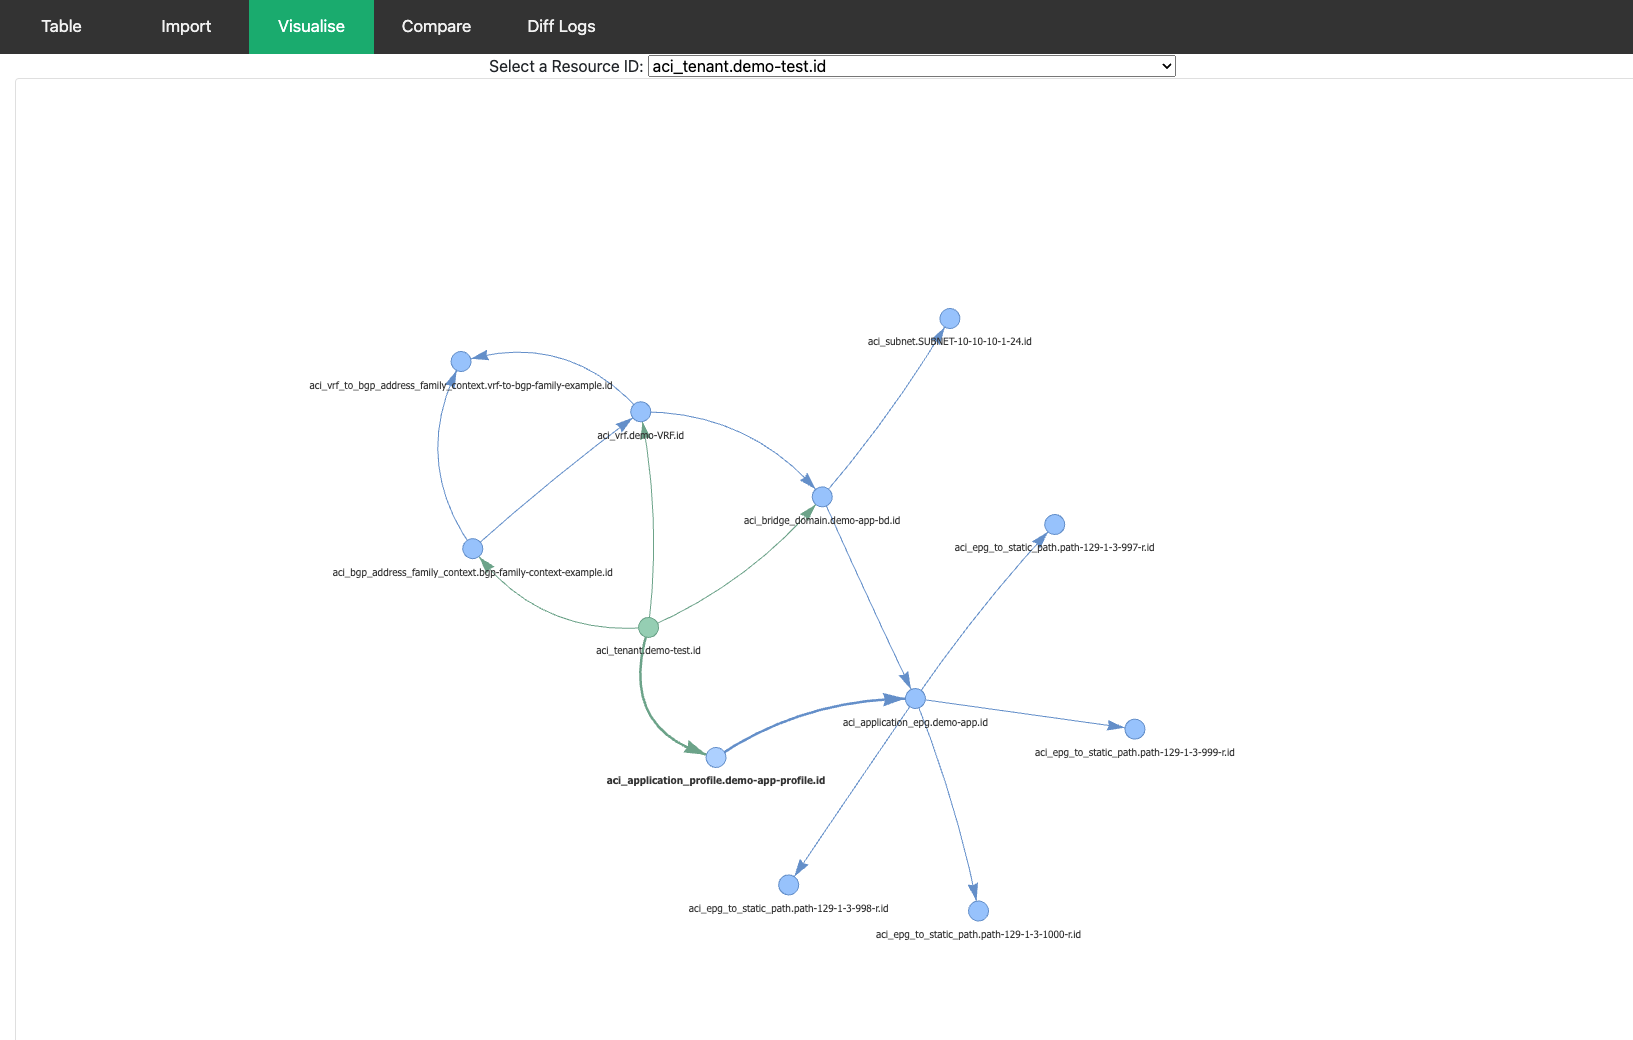 Table
Import
Visualise
Compare
Diff Logs
Select a Resource ID: aci_tenant.demo-test.id
aci_subnet.SUBNET-10-10-10-1-24.id
aci_vrf_to_bgp_address_family_context.vrf-to-bgp-family-example.id
aci_vrf.demo-VRF.id
aci_bridge_domain.demo-app-bd.id
aci_epg_to_static_path.path-129-1-3-997-r.id
aci_bgp_address_family_context.bgp-family-context-example.id
aci_tenant.demo-test.id
aci_application_epg.demo-app.id
aci_epg_to_static_path.path-129-1-3-999-r.id
aci_application_profile.demo-app-profile.id
aci_epg_to_static_path.path-129-1-3-998-r.id
aci_epg_to_static_path.path-129-1-3-1000-r.id